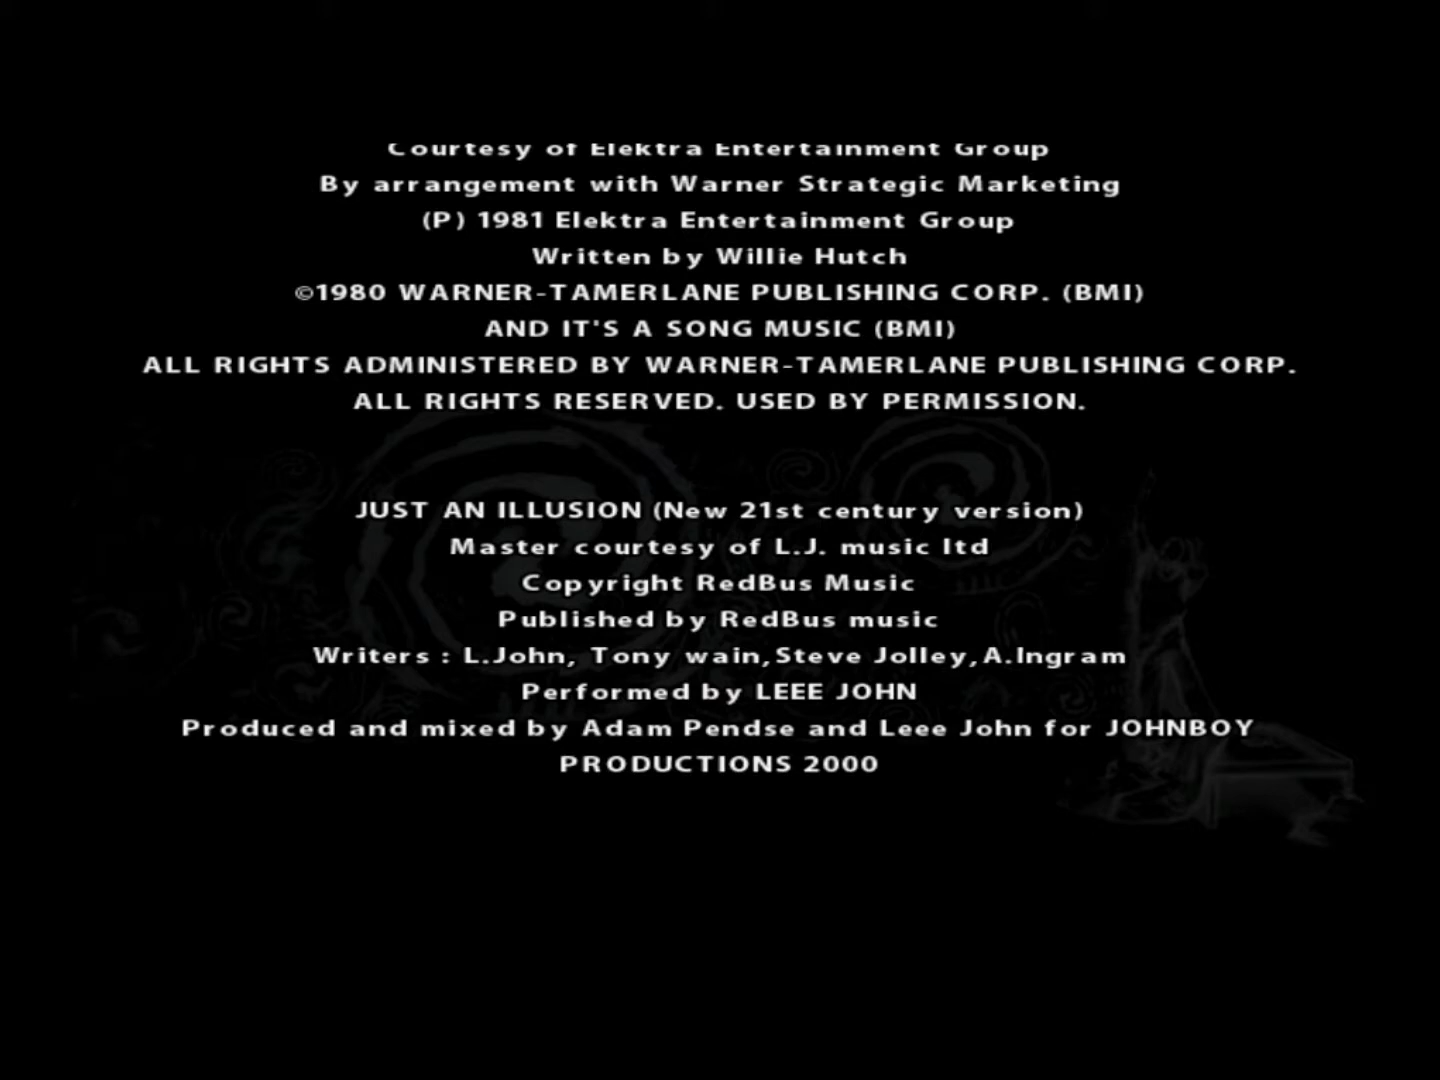 Courtesy of Elektra Entertainment Group
By arrangement with Warner Strategic Marketing
(P) 1981 Elektra Entertainment Group
Written by Willie Hutch
©1980 WARNER-TAMERLANE PUBLISHING CORP. (BMI)
AND IT'S A SONG MUSIC (BMI)
ALL RIGHTS ADMINISTERED BY WARNER-TAMERLANE PUBLISHING CORP.
ALL RIGHTS RESERVED. USED BY PERMISSION.
JUST AN ILLUSION (New 21st century version)
Master courtesy of L.J. music ltd
Copyright RedBus Music
Published by RedBus music
Writers : L.John, Tony wain,Steve Jolley,A.Ingram
Performed by LEEE JOHN
Produced and mixed by Adam Pendse and Leee John for JOHNBOY
PRODUCTIONS 2000